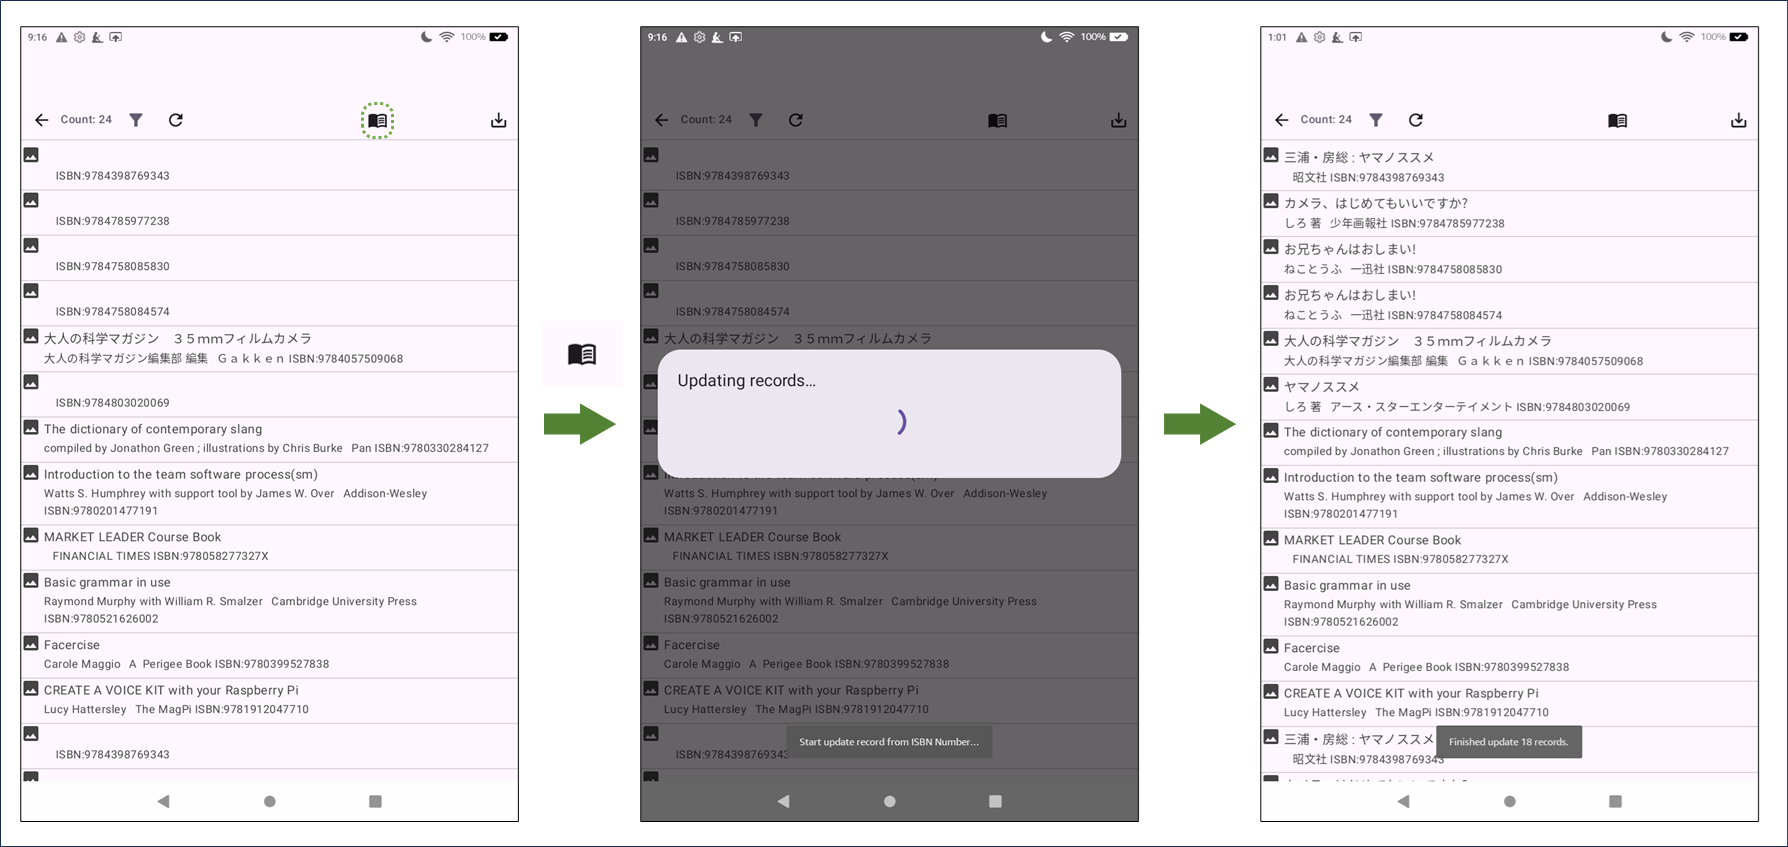 9:16
100%
Count: 24
ISBN:9784398769343
ISBN:9784785977238
ISBN:9784758085830
ISBN:9784758084574
大人の科学マガジン　３５ｍｍフィルムカメラ
大人の科学マガジン編集部 編集 Ｇａｋｋｅｎ ISBN:9784057509068
ISBN:9784803020069
The dictionary of contemporary slang
compiled by Jonathon Green ; illustrations by Chris Burke Pan ISBN:9780330284127
Introduction to the team software process(sm)
Watts S. Humphrey with support tool by James W. Over Addison-Wesley
ISBN:9780201477191
MARKET LEADER Course Book
FINANCIAL TIMES ISBN:978058277327X
Basic grammar in use
Raymond Murphy with William R. Smalzer Cambridge University Press
ISBN:9780521626002
Facercise
Carole Maggio A Perigee Book ISBN:9780399527838
CREATE A VOICE KIT with your Raspberry Pi
Lucy Hattersley The MagPi ISBN:9781912047710
ISBN:9784398769343
9:16
100%
Count: 24
ISBN:9784398769343
ISBN:9784785977238
ISBN:9784758085830
ISBN:9784758084574
大人の科学マガジン　３５ｍｍフィルムカメラ
Updating records...
Watts S. Humphrey with support tool by James W. Over Addison-Wesley
ISBN:9780201477191
MARKET LEADER Course Book
FINANCIAL TIMES ISBN:978058277327X
Basic grammar in use
Raymond Murphy with William R. Smalzer Cambridge University Press
ISBN:9780521626002
Facercise
Carole Maggio A Perigee Book ISBN:9780399527838
CREATE A VOICE KIT with your Raspberry Pi
Lucy Hattersley The MagPi ISBN:9781912047710
Start update record from ISBN Number...
ISBN:9784398769343
1:01
100%
Count: 24
三浦・房総 : ヤマノススメ
昭文社 ISBN:9784398769343
カメラ、はじめてもいいですか?
しろ 著 少年画報社 ISBN:9784785977238
お兄ちゃんはおしまい!
ねことうふ 一迅社 ISBN:9784758085830
お兄ちゃんはおしまい!
ねことうふ 一迅社 ISBN:9784758084574
大人の科学マガジン　３５ｍｍフィルムカメラ
大人の科学マガジン編集部 編集 Ｇａｋｋｅｎ ISBN:9784057509068
ヤマノススメ
しろ 著 アース・スターエンターテイメント ISBN:9784803020069
The dictionary of contemporary slang
compiled by Jonathon Green ; illustrations by Chris Burke Pan ISBN:9780330284127
Introduction to the team software process(sm)
Watts S. Humphrey with support tool by James W. Over Addison-Wesley
ISBN:9780201477191
MARKET LEADER Course Book
FINANCIAL TIMES ISBN:978058277327X
Basic grammar in use
Raymond Murphy with William R. Smalzer Cambridge University Press
ISBN:9780521626002
Facercise
Carole Maggio A Perigee Book ISBN:9780399527838
CREATE A VOICE KIT with your Raspberry Pi
Lucy Hattersley The MagPi ISBN:9781912047710
三浦・房総 : ヤマノススメ
Finished update 18 records.
昭文社 ISBN:9784398769343